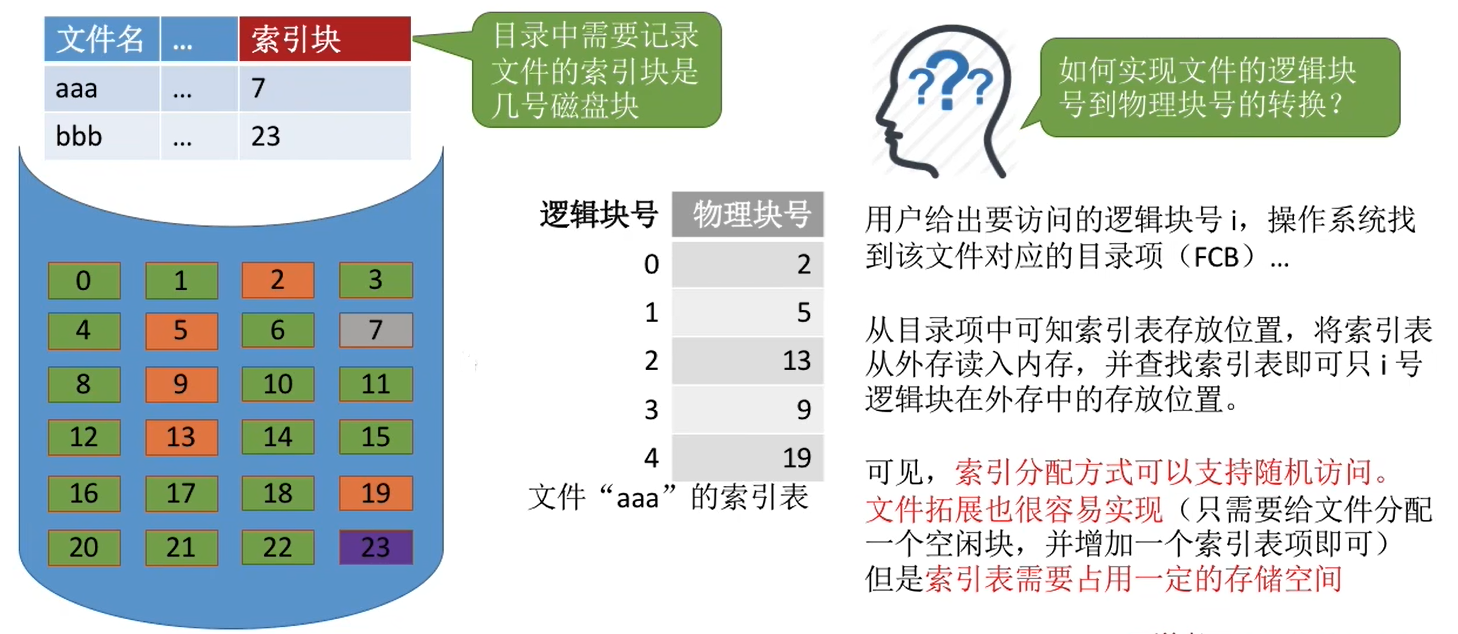 文件名 ... 索引块
aaa ... 7
bbb ... 23
目录中需要记录
文件的索引块是
几号磁盘块
0 1 2 3
4 5 6 7
8 9 10 11
12 13 14 15
16 17 18 19
20 21 22 23
逻辑块号 物理块号
0 2
1 5
2 13
3 9
4 19
文件“aaa”的索引表
???
如何实现文件的逻辑块
号到物理块号的转换?
用户给出要访问的逻辑块号 i，操作系统找
到该文件对应的目录项（FCB）...
从目录项中可知索引表存放位置，将索引表
从外存读入内存，并查找索引表即可只 i 号
逻辑块在外存中的存放位置。
可见，索引分配方式可以支持随机访问。
文件拓展也很容易实现（只需要给文件分配
一个空闲块，并增加一个索引表项即可）
但是索引表需要占用一定的存储空间